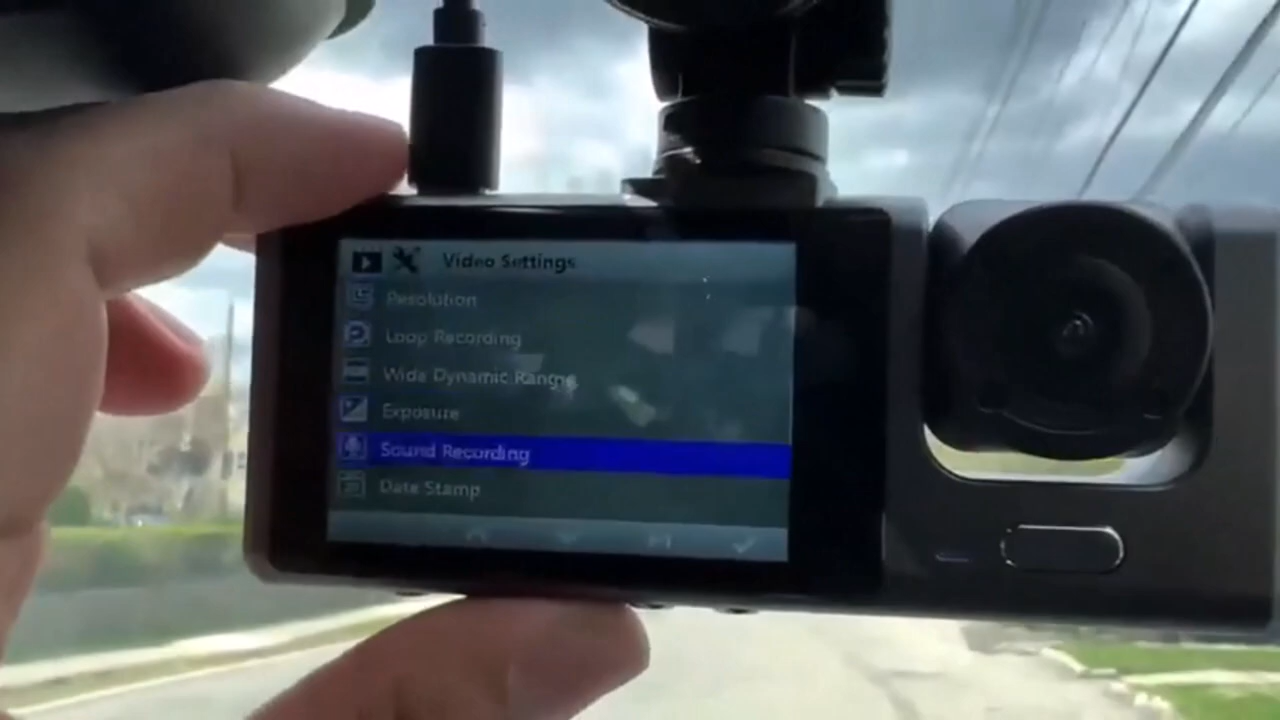 Video Settings
Resolution
Loop Recording
Wide Dynamic Range
Exposure
Sound Recording
Date Stamp